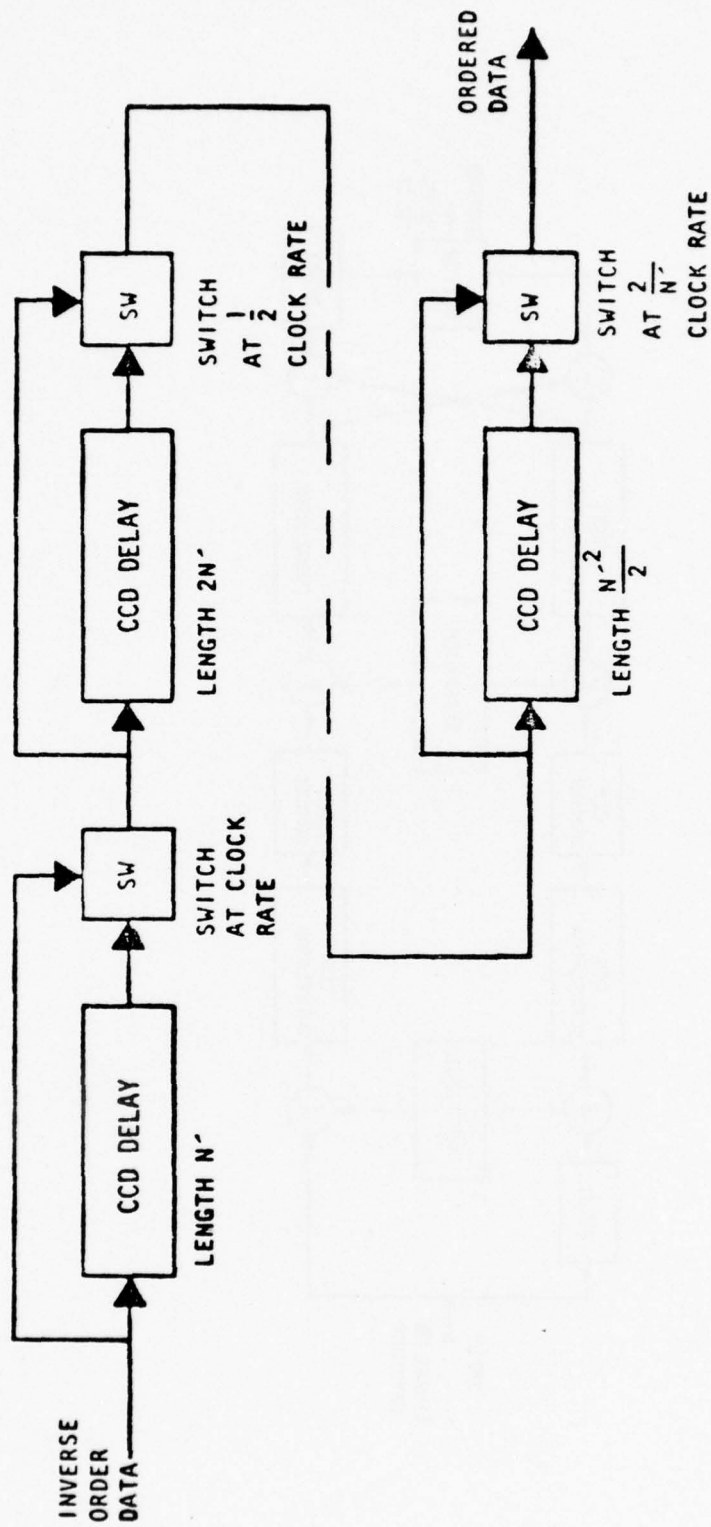 INVERSE
ORDER
DATA
CCD DELAY
LENGTH N′
SW
SWITCH
AT CLOCK
RATE
CCD DELAY
LENGTH 2N′
SW
SWITCH
AT 1/2
CLOCK RATE
CCD DELAY
LENGTH N′²/2
SW
SWITCH
AT 2/N′
CLOCK RATE
ORDERED
DATA